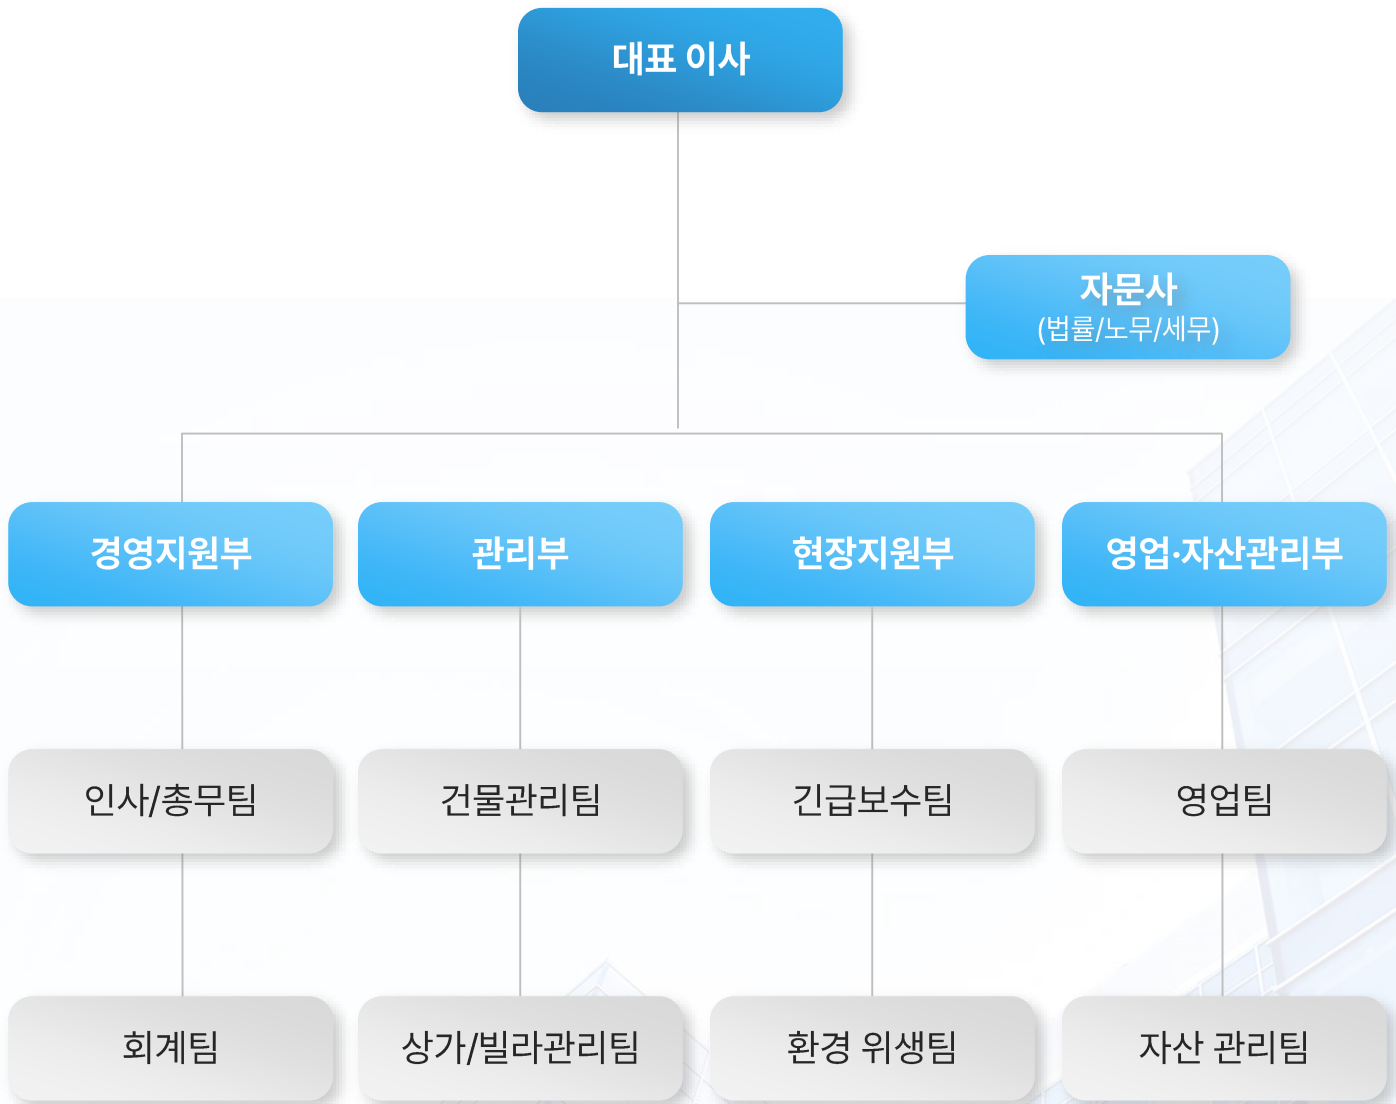 대표 이사
자문사
(법률/노무/세무)
경영지원부
관리부
현장지원부
영업·자산관리부
인사/총무팀
건물관리팀
긴급보수팀
영업팀
회계팀
상가/빌라관리팀
환경 위생팀
자산 관리팀